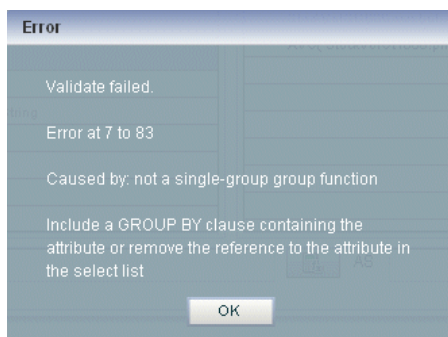 Error
Validate failed.
Error at 7 to 83
Caused by: not a single-group group function
Include a GROUP BY clause containing the
attribute or remove the reference to the attribute in
the select list
OK